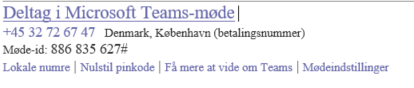 Deltag i Microsoft Teams-møde|
+45 32 72 67 47 Denmark, København (betalingsnummer)
Møde-id: 886 835 627#
Lokale numre | Nulstil pinkode | Få mere at vide om Teams | Mødeindstillinger